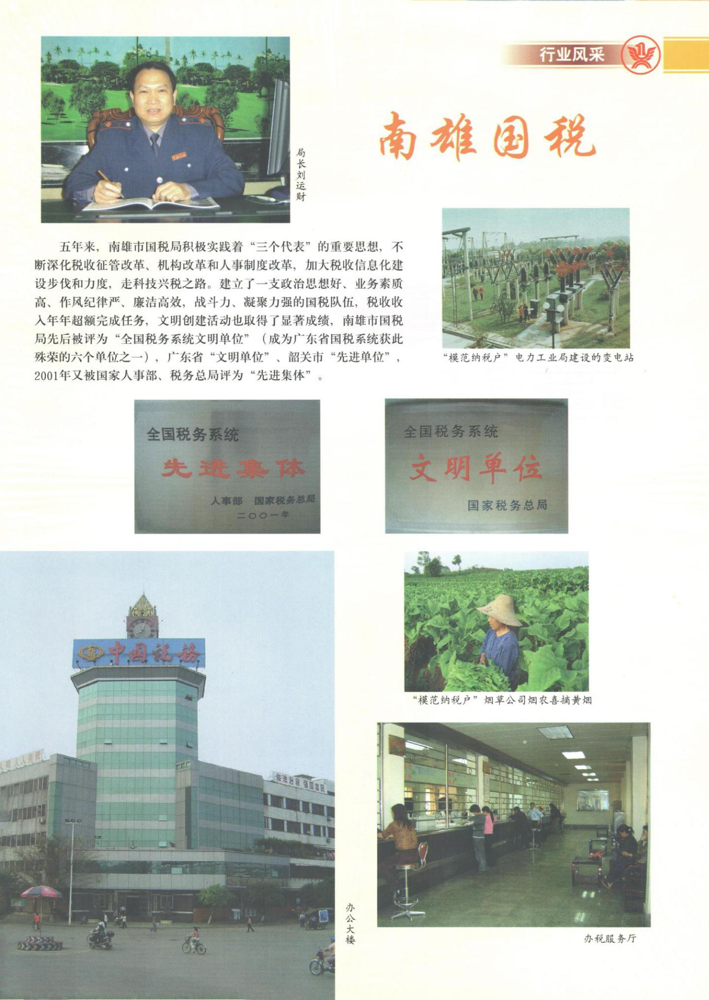 行业风采
南雄国税
局长刘运财
五年来，南雄市国税局积极实践着“三个代表”的重要思想，不
断深化税收征管改革、机构改革和人事制度改革，加大税收信息化建
设步伐和力度，走科技兴税之路。建立了一支政治思想好、业务素质
高、作风纪律严、廉洁高效，战斗力、凝聚力强的国税队伍，税收收
入年年超额完成任务，文明创建活动也取得了显著成绩，南雄市国税
局先后被评为“全国税务系统文明单位”（成为广东省国税系统获此
殊荣的六个单位之一），广东省“文明单位”、韶关市“先进单位”，
2001年又被国家人事部、税务总局评为“先进集体”。
“模范纳税户”电力工业局建设的变电站
全国税务系统
先进集体
人事部 国家税务总局
二〇〇一年
全国税务系统
文明单位
国家税务总局
“模范纳税户”烟草公司烟农喜摘黄烟
中國税務
人人有责
依法治税 强国富民
办公大楼
办税服务厅